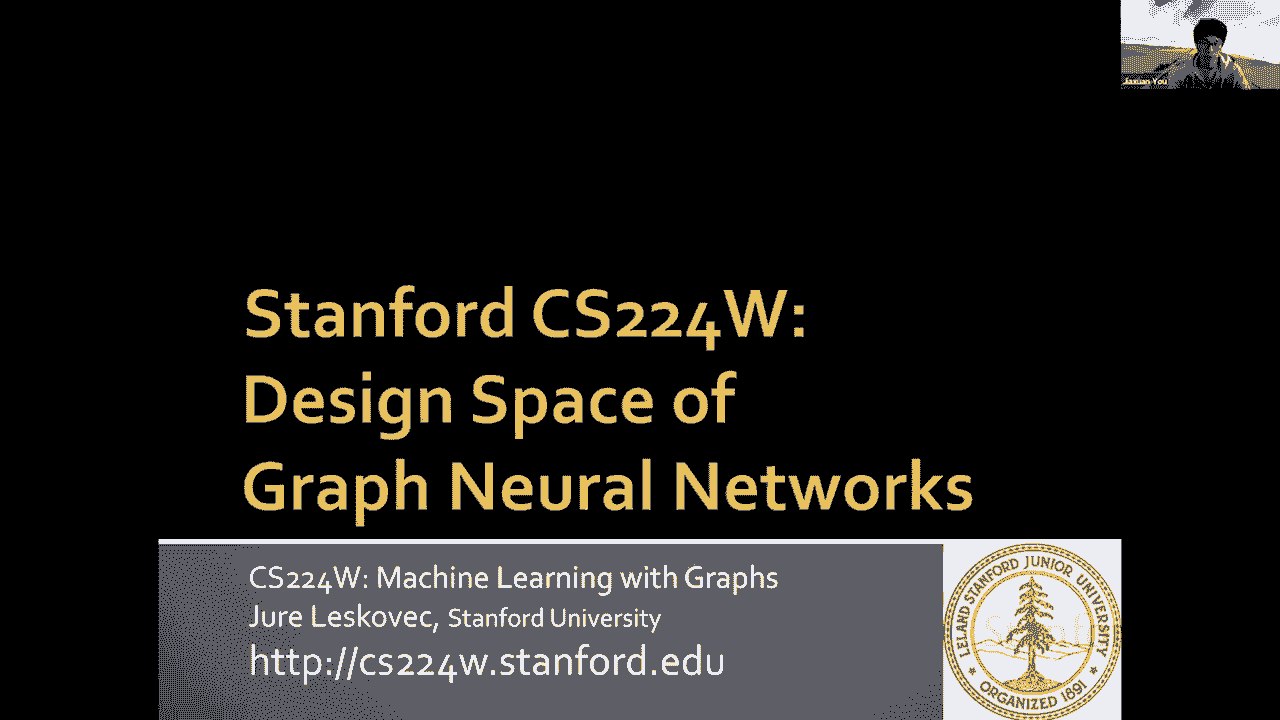 Jiaxuan You
Stanford CS224W:
Design Space of
Graph Neural Networks
CS224W: Machine Learning with Graphs
Jure Leskovec, Stanford University
http://cs224w.stanford.edu
LELAND STANFORD JUNIOR UNIVERSITY
ORGANIZED 1891